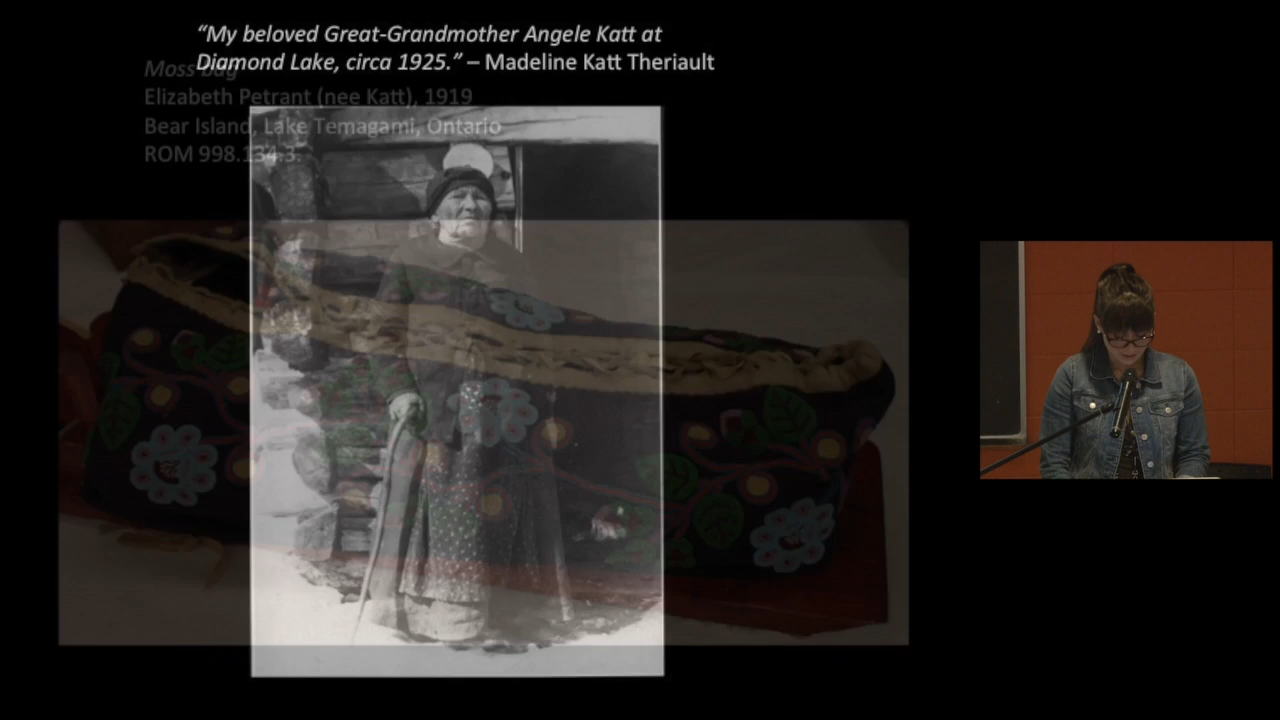 “My beloved Great-Grandmother Angele Katt at
Diamond Lake, circa 1925.” – Madeline Katt Theriault
Moss bag
Elizabeth Petrant (nee Katt), 1919
Bear Island, Lake Temagami, Ontario
ROM 998.134.3.